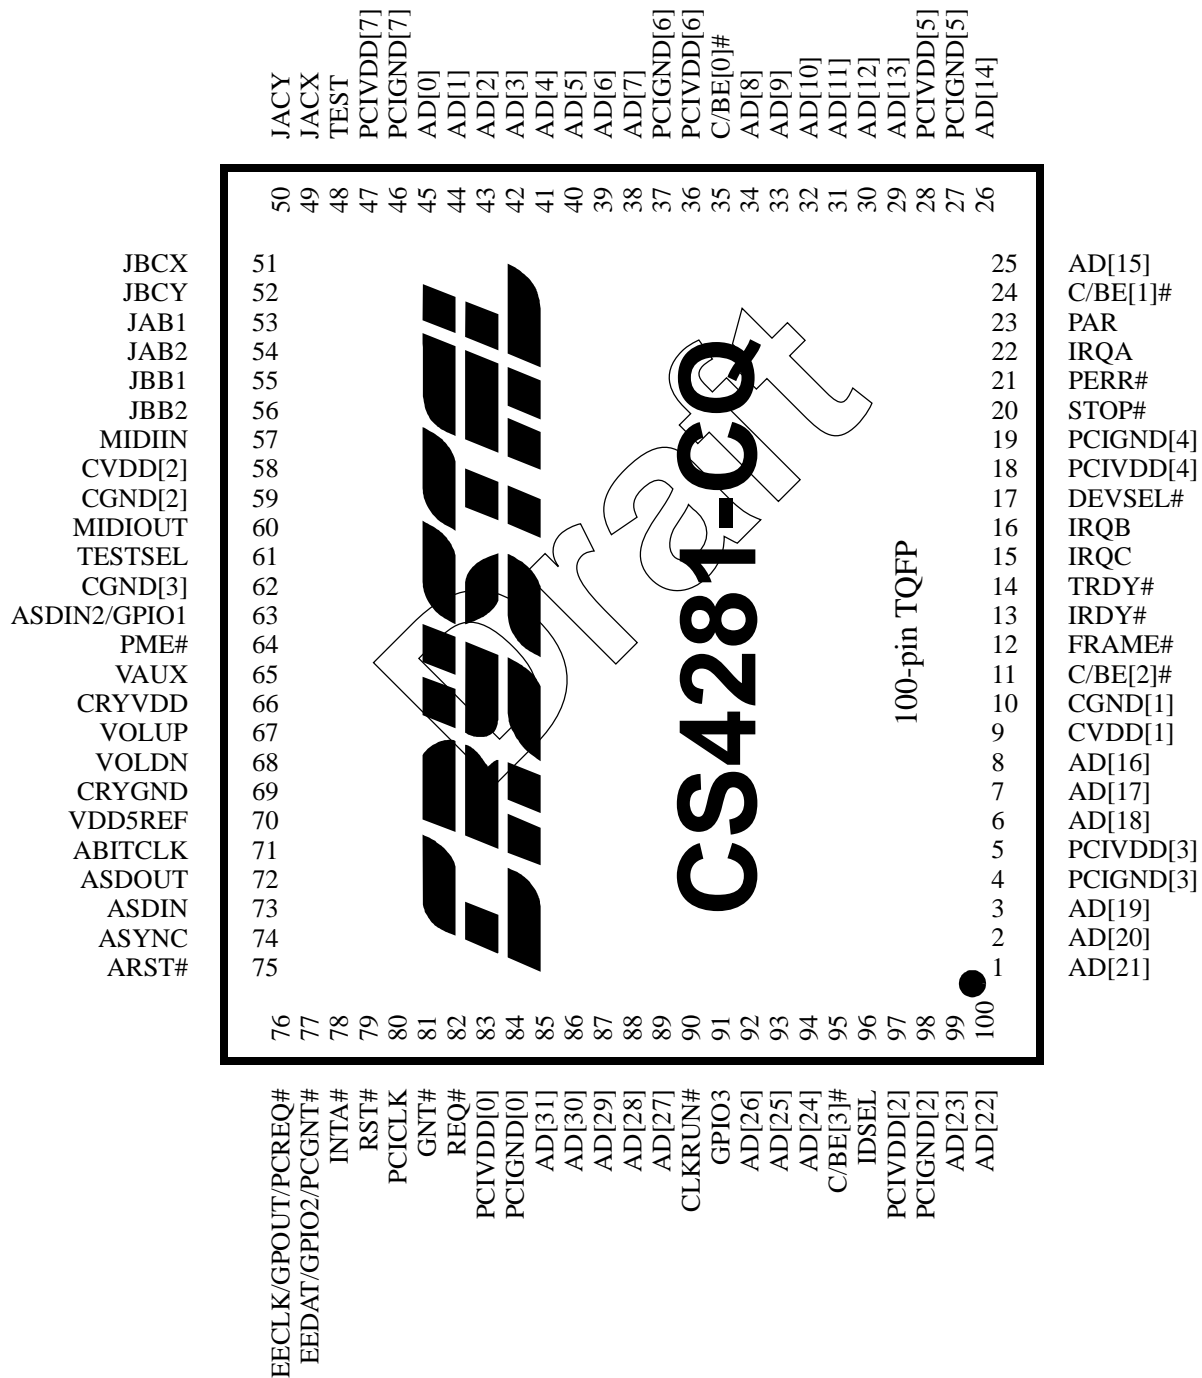 JACY
JACX
TEST
PCIVDD[7]
PCIGND[7]
AD[0]
AD[1]
AD[2]
AD[3]
AD[4]
AD[5]
AD[6]
AD[7]
PCIGND[6]
PCIVDD[6]
C/BE[0]#
AD[8]
AD[9]
AD[10]
AD[11]
AD[12]
AD[13]
PCIVDD[5]
PCIGND[5]
AD[14]
50
49
48
47
46
45
44
43
42
41
40
39
38
37
36
35
34
33
32
31
30
29
28
27
26
JBCX 51
JBCY 52
JAB1 53
JAB2 54
JBB1 55
JBB2 56
MIDIIN 57
CVDD[2] 58
CGND[2] 59
MIDIOUT 60
TESTSEL 61
CGND[3] 62
ASDIN2/GPIO1 63
PME# 64
VAUX 65
CRYVDD 66
VOLUP 67
VOLDN 68
CRYGND 69
VDD5REF 70
ABITCLK 71
ASDOUT 72
ASDIN 73
ASYNC 74
ARST# 75
CRYSTAL
Draft
CS4281-CQ
100-pin TQFP
25 AD[15]
24 C/BE[1]#
23 PAR
22 IRQA
21 PERR#
20 STOP#
19 PCIGND[4]
18 PCIVDD[4]
17 DEVSEL#
16 IRQB
15 IRQC
14 TRDY#
13 IRDY#
12 FRAME#
11 C/BE[2]#
10 CGND[1]
9 CVDD[1]
8 AD[16]
7 AD[17]
6 AD[18]
5 PCIVDD[3]
4 PCIGND[3]
3 AD[19]
2 AD[20]
1 AD[21]
76
77
78
79
80
81
82
83
84
85
86
87
88
89
90
91
92
93
94
95
96
97
98
99
100
EECLK/GPOUT/PCREQ#
EEDAT/GPIO2/PCGNT#
INTA#
RST#
PCICLK
GNT#
REQ#
PCIVDD[0]
PCIGND[0]
AD[31]
AD[30]
AD[29]
AD[28]
AD[27]
CLKRUN#
GPIO3
AD[26]
AD[25]
AD[24]
C/BE[3]#
IDSEL
PCIVDD[2]
PCIGND[2]
AD[23]
AD[22]